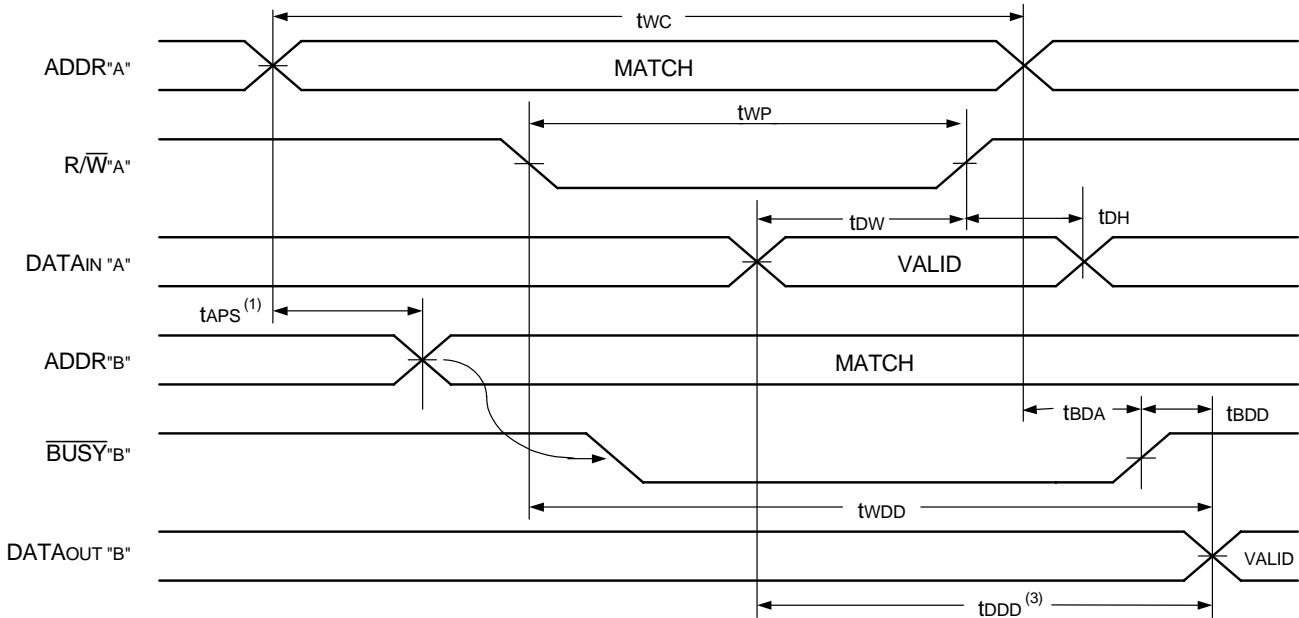 tWC
ADDR"A" MATCH
tWP
R/W̅"A"
tDW tDH
DATAIN "A" VALID
tAPS (1)
ADDR"B" MATCH
tBDA tBDD
B̅U̅S̅Y̅"B"
tWDD
DATAOUT "B" VALID
tDDD (3)